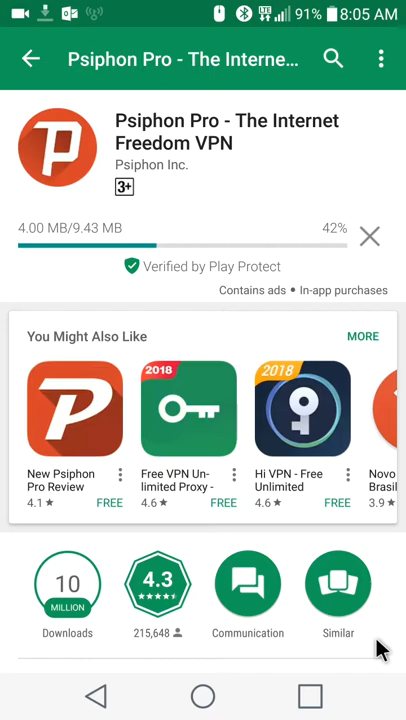 LTE 91% 8:05 AM
Psiphon Pro - The Interne...
Psiphon Pro - The Internet
Freedom VPN
Psiphon Inc.
3+
4.00 MB/9.43 MB 42%
Verified by Play Protect
Contains ads • In-app purchases
You Might Also Like MORE
2018
2018
New Psiphon
Pro Review
4.1★ FREE
Free VPN Un-
limited Proxy -
4.6★ FREE
Hi VPN - Free
Unlimited
4.6★ FREE
Novo
Brasil
3.9★
10
MILLION
Downloads
4.3
215,648
Communication
Similar